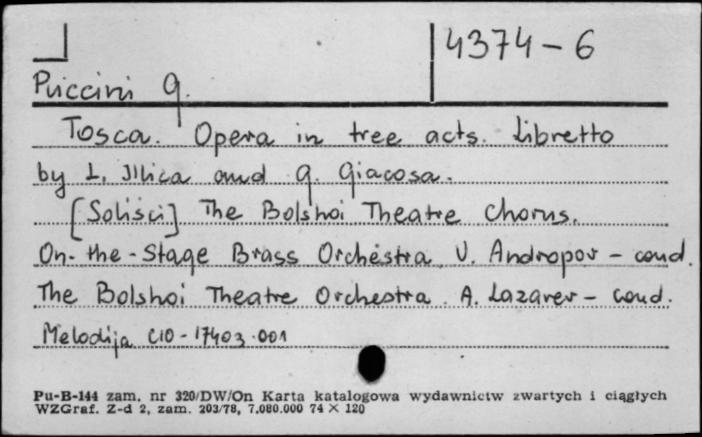 4374-6
Puccini G.
Tosca. Opera in tree acts. Libretto
by L. Illica and G. Giacosa.
[Soliści] The Bolshoi Theatre Chorus.
On-the-Stage Brass Orchestra V. Andropov - cond.
The Bolshoi Theatre Orchestra. A. Lazarev - cond.
Melodija C10-17403.001
Pu-B-144 zam. nr 320/DW/On Karta katalogowa wydawnictw zwartych i ciągłych
WZGraf. Z-d 2, zam. 203/78, 7.080.000 74 × 120